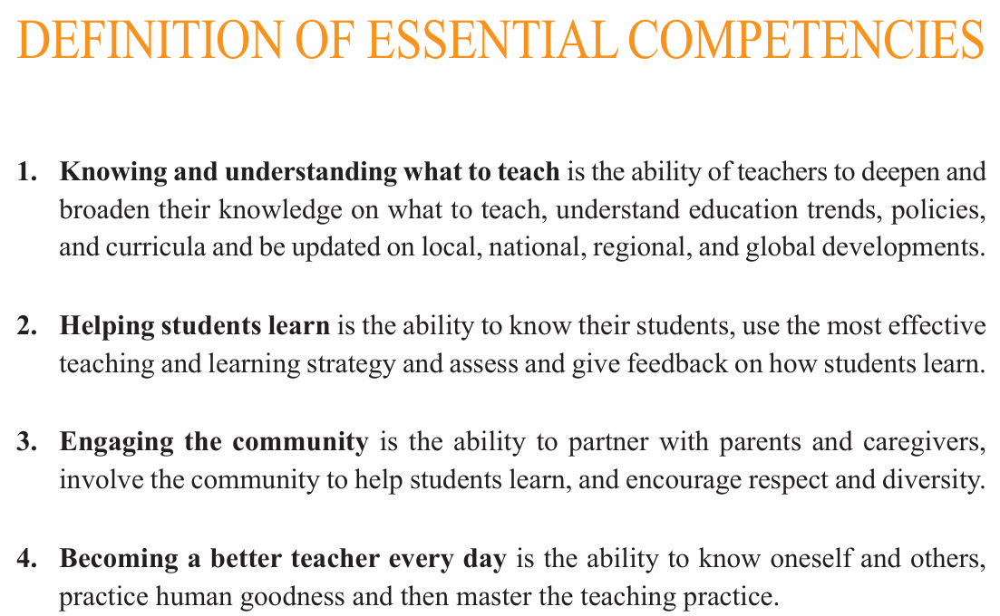 DEFINITION OF ESSENTIAL COMPETENCIES
1. Knowing and understanding what to teach is the ability of teachers to deepen and
broaden their knowledge on what to teach, understand education trends, policies,
and curricula and be updated on local, national, regional, and global developments.
2. Helping students learn is the ability to know their students, use the most effective
teaching and learning strategy and assess and give feedback on how students learn.
3. Engaging the community is the ability to partner with parents and caregivers,
involve the community to help students learn, and encourage respect and diversity.
4. Becoming a better teacher every day is the ability to know oneself and others,
practice human goodness and then master the teaching practice.